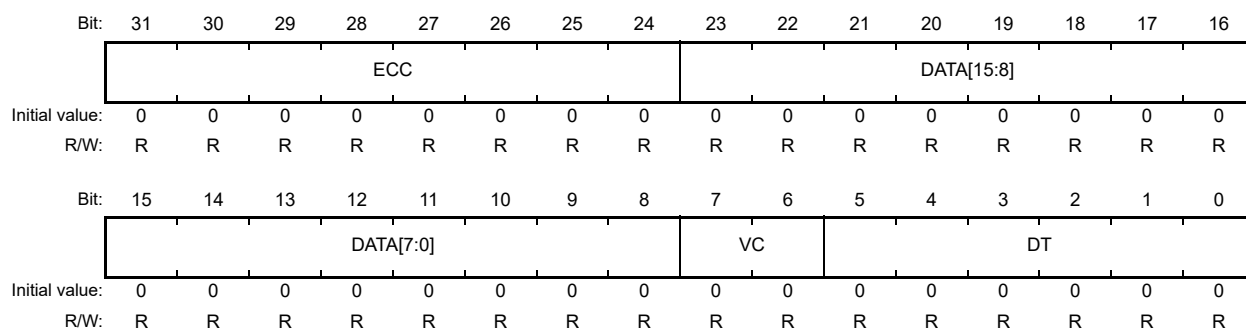 Bit: 31 30 29 28 27 26 25 24 23 22 21 20 19 18 17 16
ECC DATA[15:8]
Initial value: 0 0 0 0 0 0 0 0 0 0 0 0 0 0 0 0
R/W: R R R R R R R R R R R R R R R R
Bit: 15 14 13 12 11 10 9 8 7 6 5 4 3 2 1 0
DATA[7:0] VC DT
Initial value: 0 0 0 0 0 0 0 0 0 0 0 0 0 0 0 0
R/W: R R R R R R R R R R R R R R R R